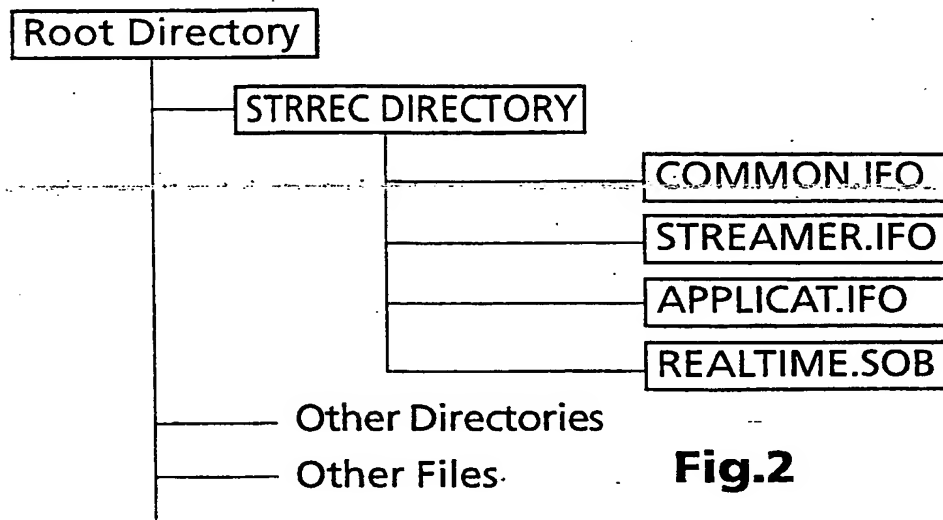 Root Directory
STRREC DIRECTORY
COMMON.IFO
STREAMER.IFO
APPLICAT.IFO
REALTIME.SOB
Other Directories
Other Files
Fig.2